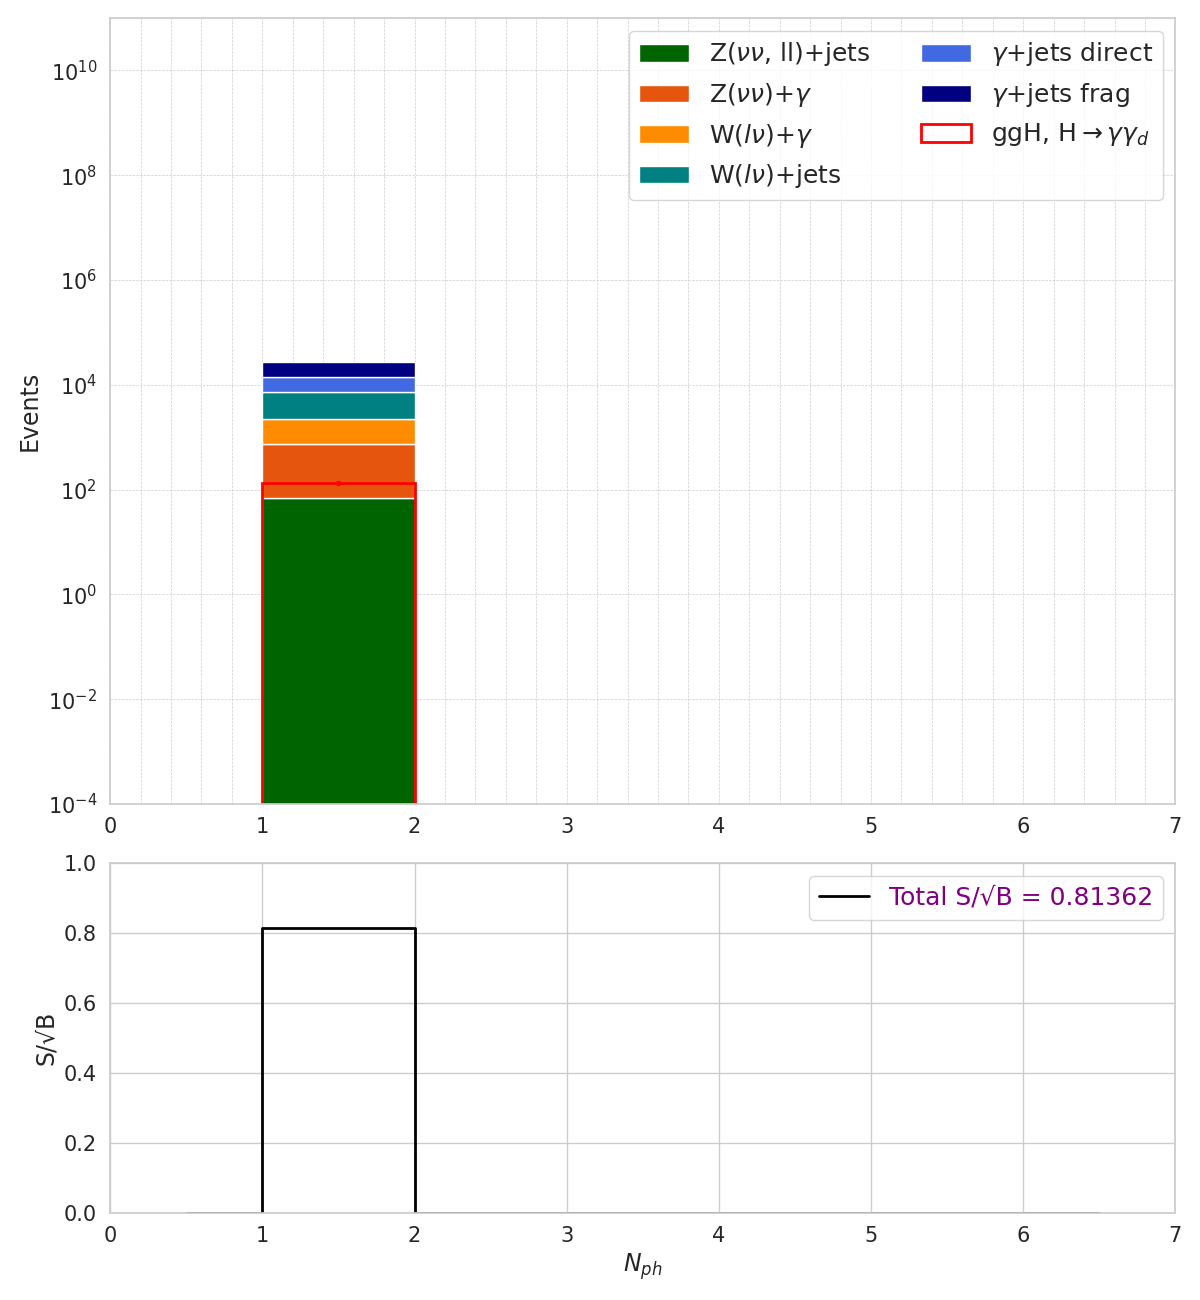 Z(νν, ll)+jets
Z(νν)+γ
W(lν)+γ
W(lν)+jets
γ+jets direct
γ+jets frag
ggH, H→γγ_d
Events
10^10
10^8
10^6
10^4
10^2
10^0
10^−2
10^−4
0 1 2 3 4 5 6 7
Total S/√B = 0.81362
S/√B
1.0
0.8
0.6
0.4
0.2
0.0
0 1 2 3 4 5 6 7
N_ph